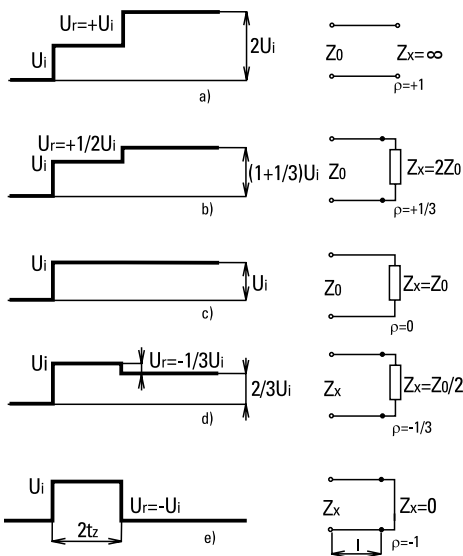 Ur=+Ui
Ui
2Ui
a)
Z0
Zx=∞
ρ=+1
Ur=+1/2Ui
Ui
(1+1/3)Ui
b)
Z0
Zx=2Z0
ρ=+1/3
Ui
Ui
c)
Z0
Zx=Z0
ρ=0
Ui
Ur=-1/3Ui
2/3Ui
d)
Zx
Zx=Z0/2
ρ=-1/3
Ui
Ur=-Ui
2tz
e)
Zx
Zx=0
l
ρ=-1